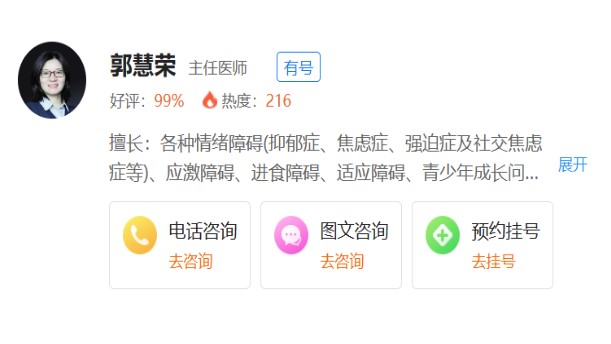 郭慧荣 主任医师 有号
好评：99% 热度：216
擅长：各种情绪障碍(抑郁症、焦虑症、强迫症及社交焦虑
症等)、应激障碍、进食障碍、适应障碍、青少年成长问... 展开
电话咨询 图文咨询 预约挂号
去咨询 去咨询 去挂号